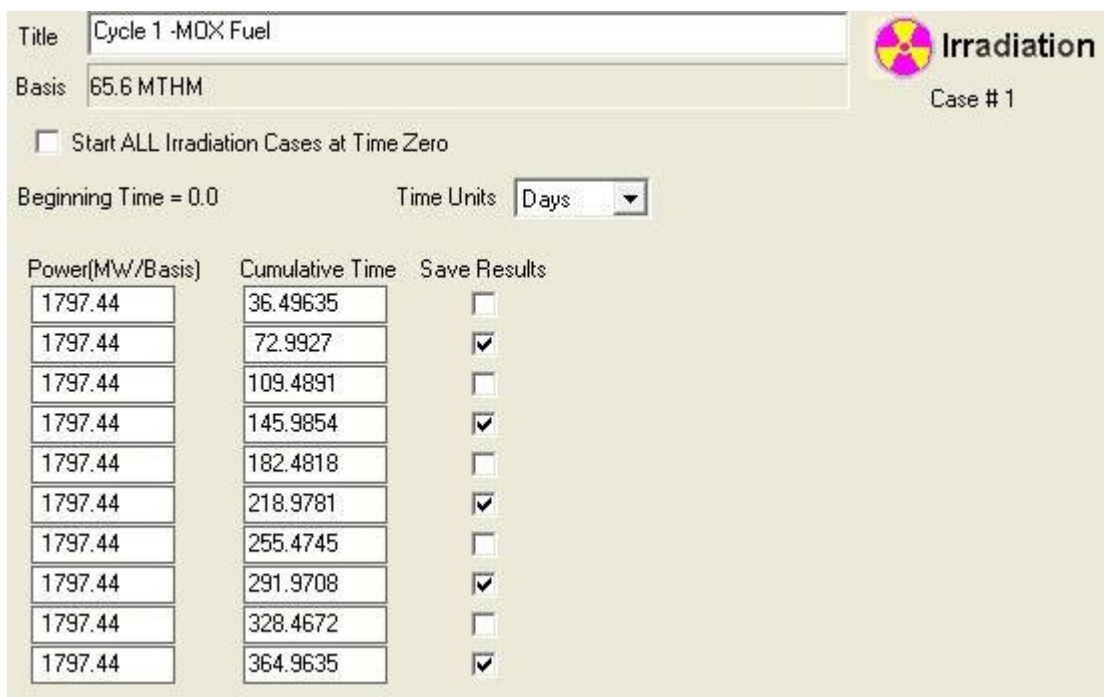 Title Cycle 1 -MOX Fuel
Irradiation
Basis 65.6 MTHM
Case # 1
Start ALL Irradiation Cases at Time Zero
Beginning Time = 0.0 Time Units Days
Power(MW/Basis) Cumulative Time Save Results
1797.44 36.49635
1797.44 72.9927
1797.44 109.4891
1797.44 145.9854
1797.44 182.4818
1797.44 218.9781
1797.44 255.4745
1797.44 291.9708
1797.44 328.4672
1797.44 364.9635